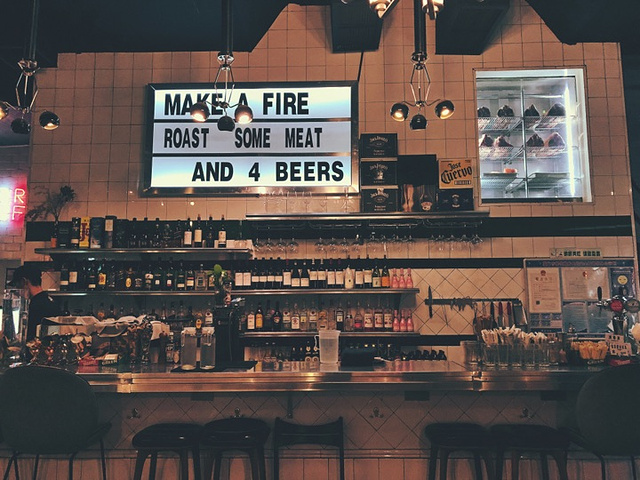 MAKE A FIRE
ROAST SOME MEAT
AND 4 BEERS
Jose
Cuervo